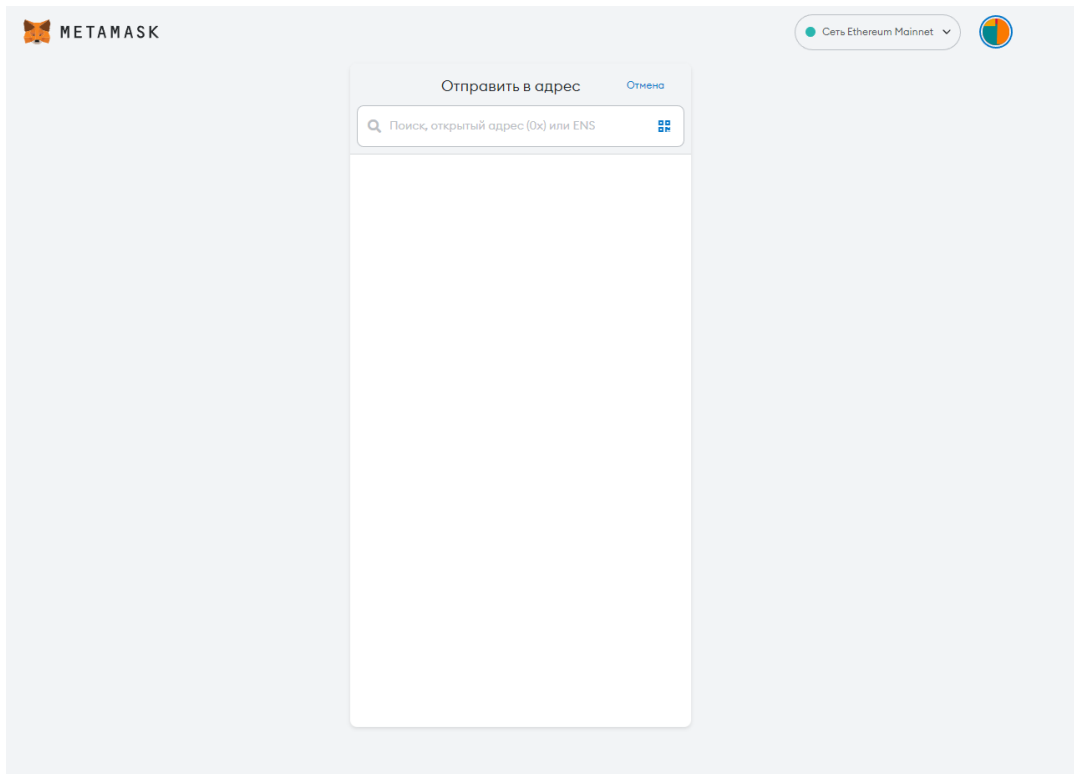 METAMASK
Сеть Ethereum Mainnet
Отправить в адрес
Отмена
Поиск, открытый адрес (0x) или ENS